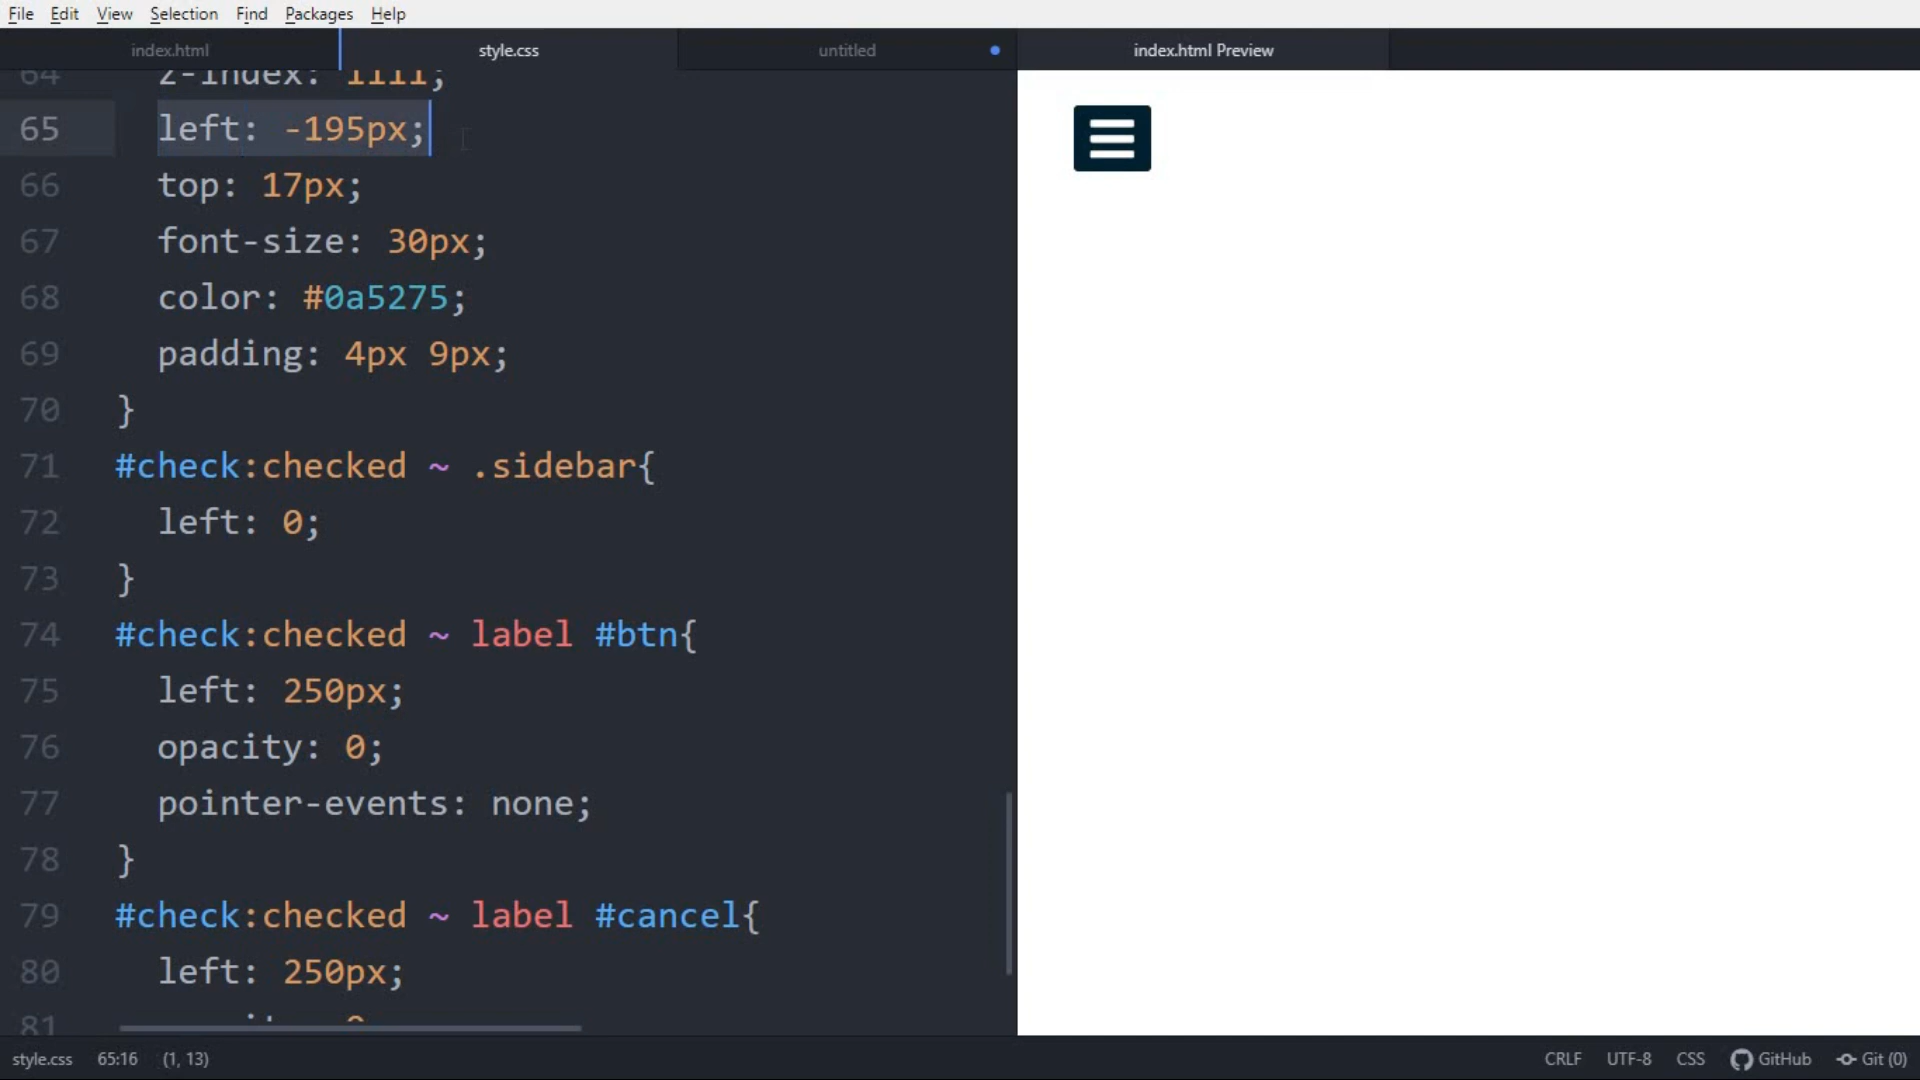 File Edit View Selection Find Packages Help
index.html style.css untitled index.html Preview
64 z-index: 1111;
65 left: -195px;
66 top: 17px;
67 font-size: 30px;
68 color: #0a5275;
69 padding: 4px 9px;
70 }
71 #check:checked ~ .sidebar{
72 left: 0;
73 }
74 #check:checked ~ label #btn{
75 left: 250px;
76 opacity: 0;
77 pointer-events: none;
78 }
79 #check:checked ~ label #cancel{
80 left: 250px;
81
style.css 65:16 (1, 13) CRLF UTF-8 CSS GitHub Git (0)